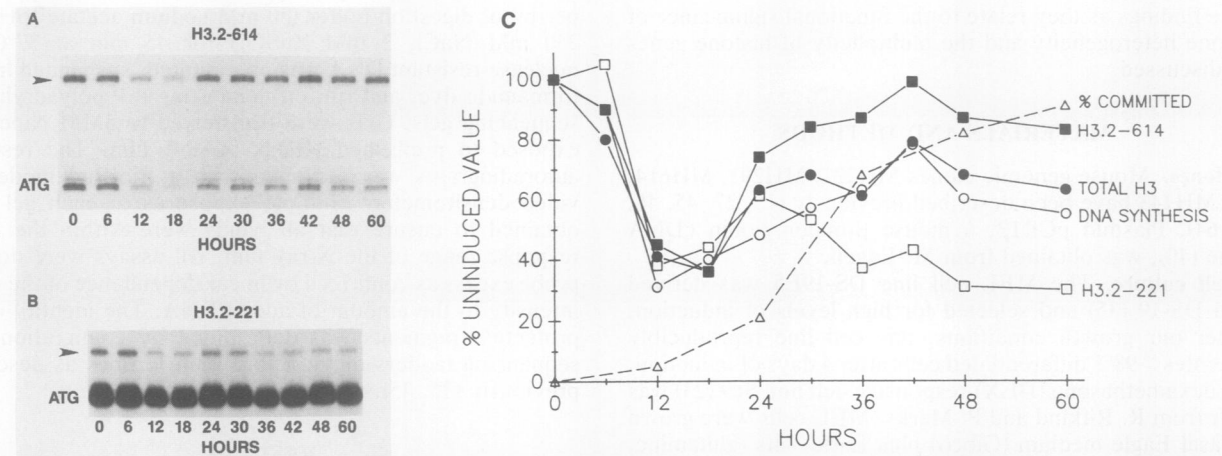 A
H3.2-614
ATG
0 6 12 18 24 30 36 42 48 60
HOURS
B
H3.2-221
ATG
0 6 12 18 24 30 36 42 48 60
HOURS
C
% UNINDUCED VALUE
100
80
60
40
20
0
0 12 24 36 48 60
HOURS
% COMMITTED
H3.2-614
TOTAL H3
DNA SYNTHESIS
H3.2-221